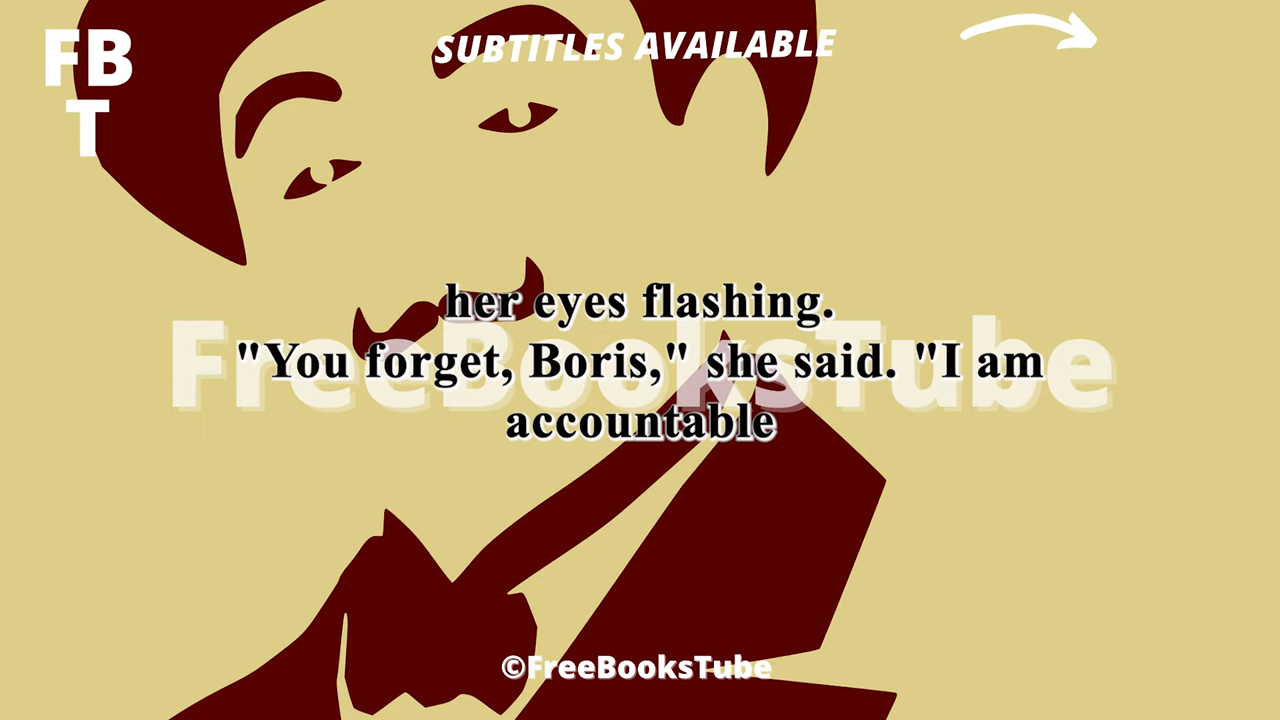 FB
T
SUBTITLES AVAILABLE
her eyes flashing.
"You forget, Boris," she said. "I am
accountable
FreeBooksTube
©FreeBooksTube